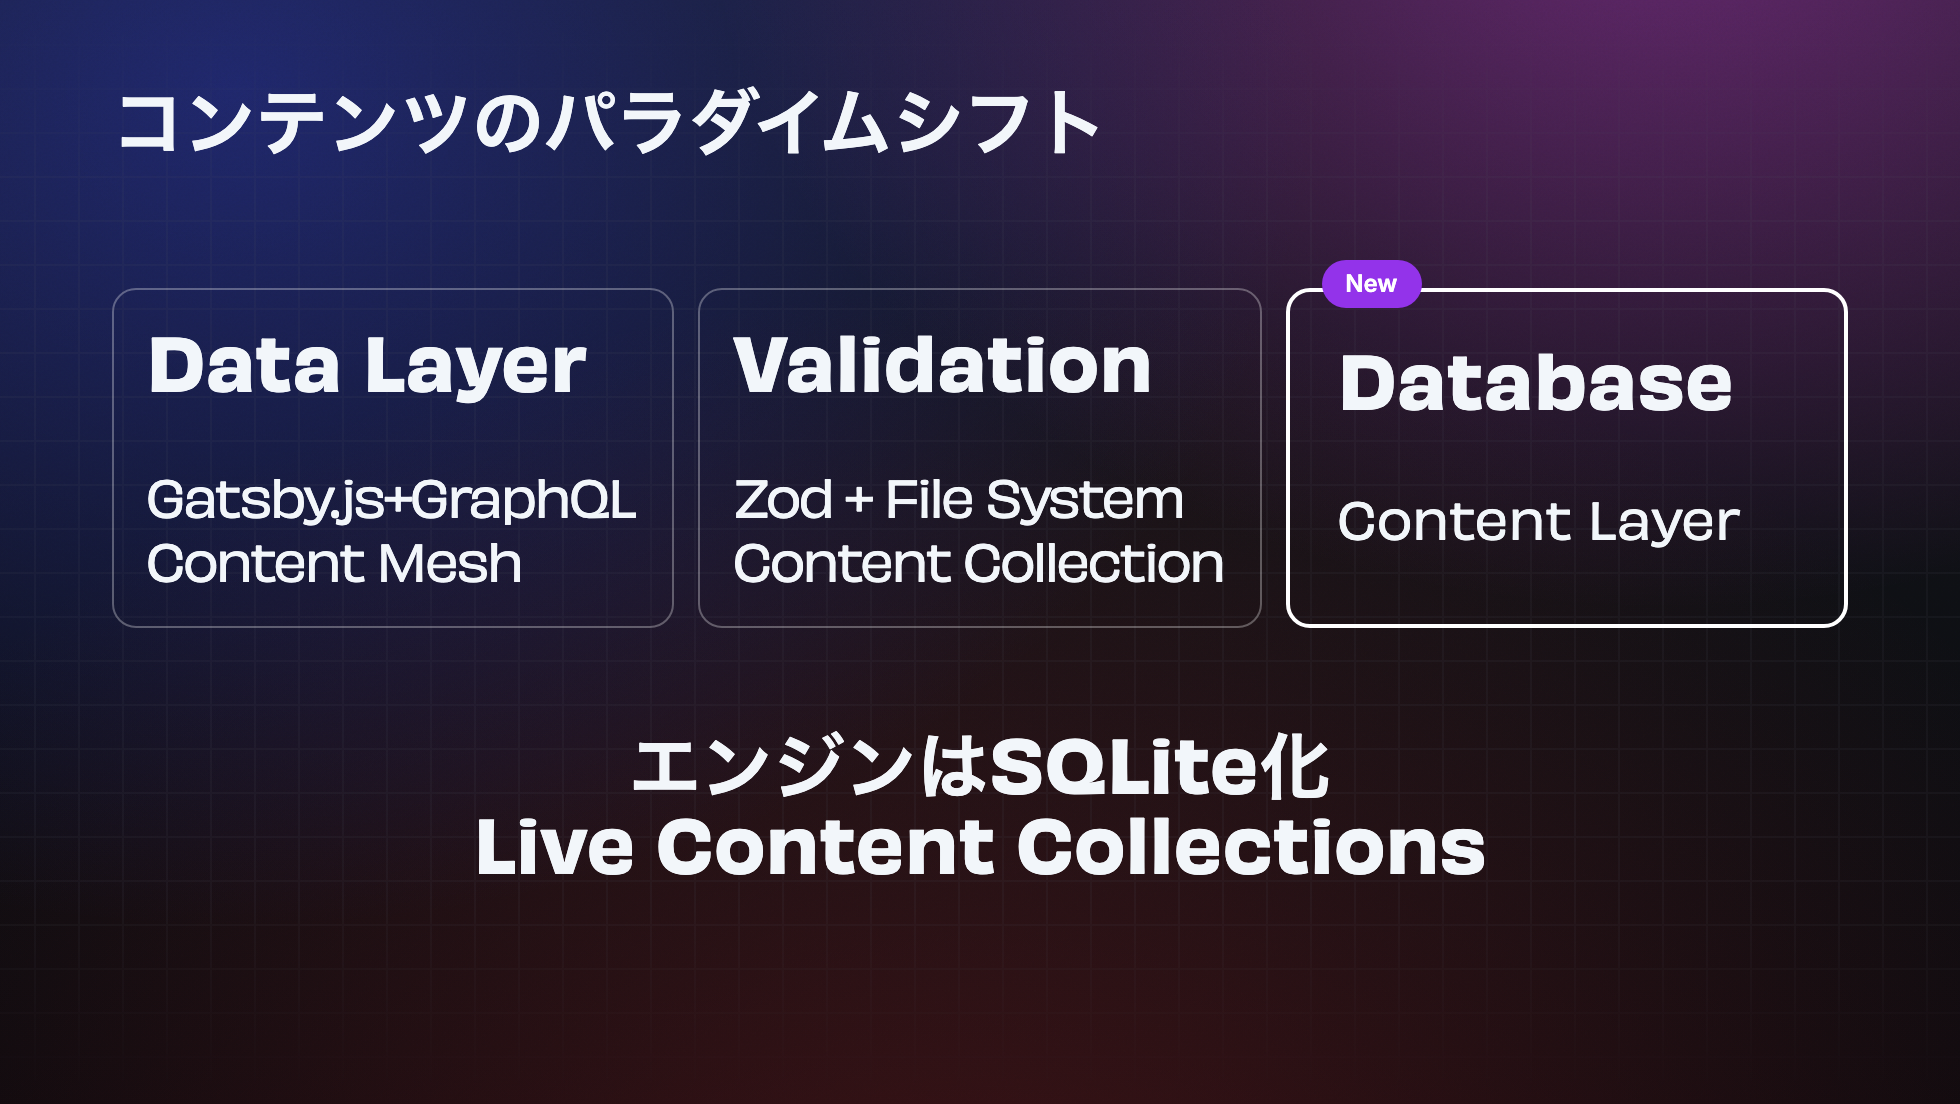 コンテンツのパラダイムシフト
Data Layer
Gatsby.js+GraphQL
Content Mesh
Validation
Zod + File System
Content Collection
New
Database
Content Layer
エンジンはSQLite化
Live Content Collections